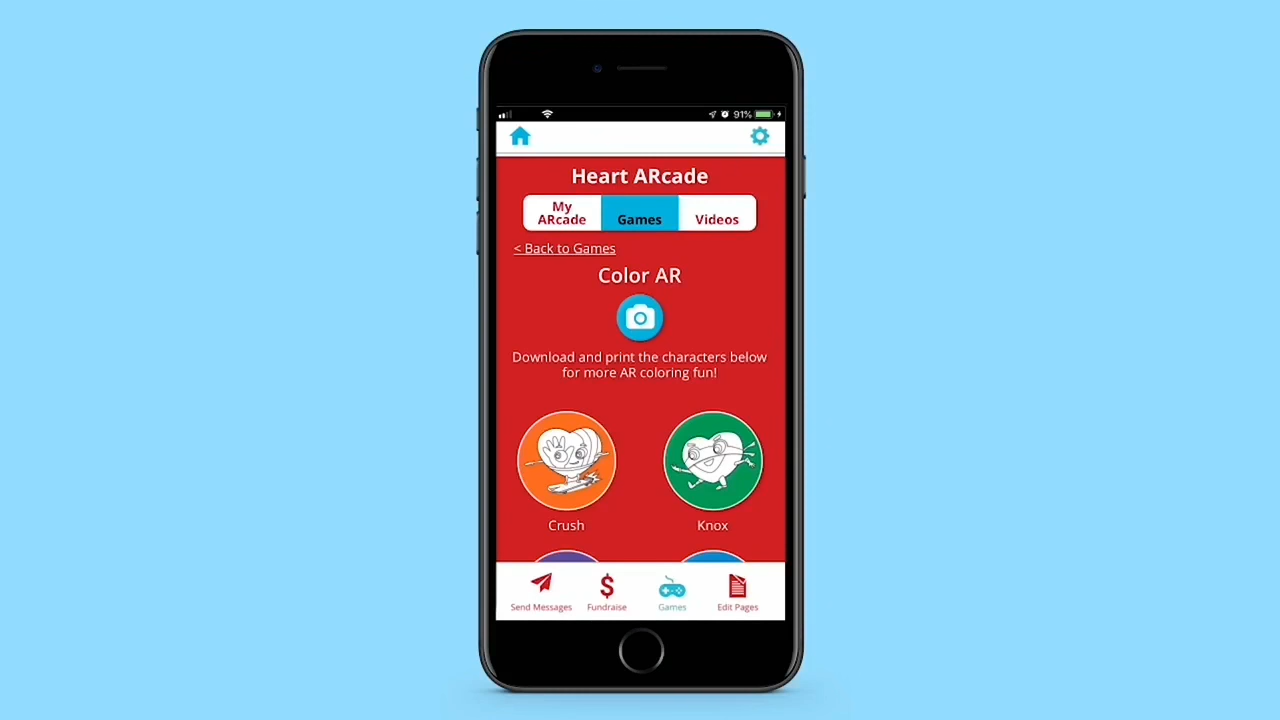 91%
Heart ARcade
My
ARcade
Games
Videos
< Back to Games
Color AR
Download and print the characters below
for more AR coloring fun!
Crush
Knox
Send Messages
Fundraise
Games
Edit Pages